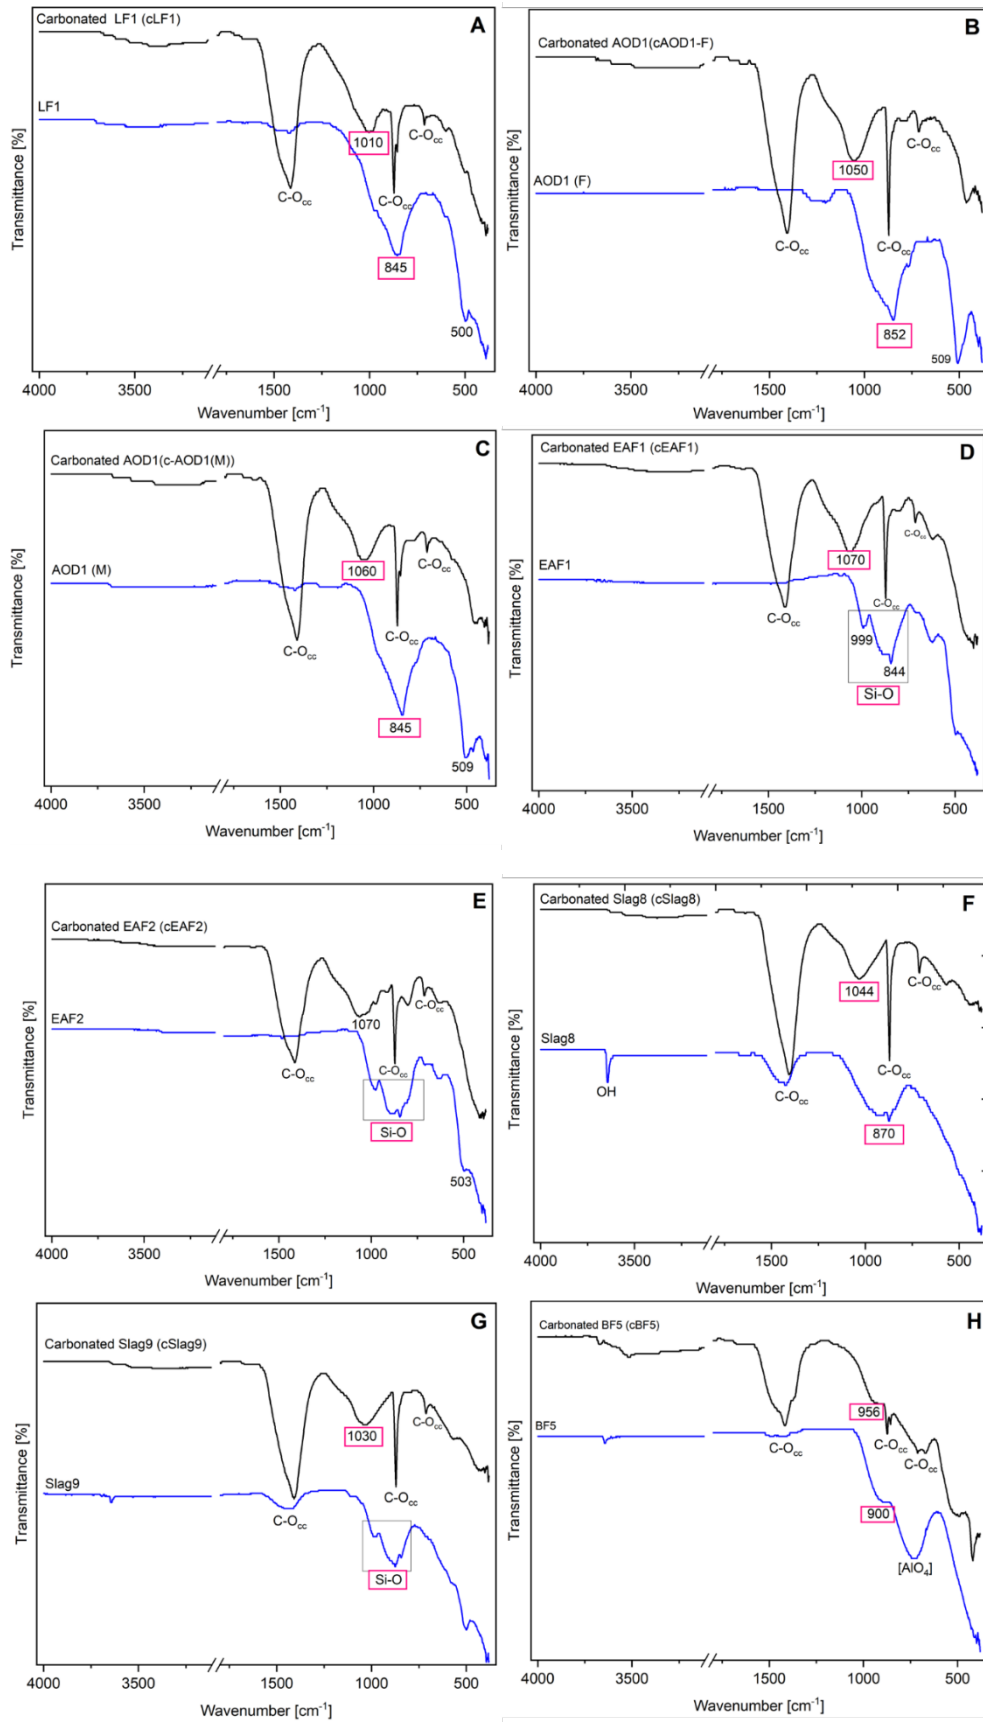 A
Carbonated LF1 (cLF1)
LF1
1010
C-Occ
C-Occ
C-Occ
845
500
Transmittance [%]
4000 3500 1500 1000 500
Wavenumber [cm-1]
B
Carbonated AOD1(cAOD1-F)
AOD1 (F)
1050
C-Occ
C-Occ
C-Occ
852
509
Transmittance [%]
4000 3500 1500 1000 500
Wavenumber [cm-1]
C
Carbonated AOD1(c-AOD1(M))
AOD1 (M)
1060
C-Occ
C-Occ
C-Occ
845
509
Transmittance [%]
4000 3500 1500 1000 500
Wavenumber [cm-1]
D
Carbonated EAF1 (cEAF1)
EAF1
1070
C-Occ
C-Occ
C-Occ
999
844
Si-O
Transmittance [%]
4000 3500 1500 1000 500
Wavenumber [cm-1]
E
Carbonated EAF2 (cEAF2)
EAF2
1070
C-Occ
C-Occ
C-Occ
Si-O
503
Transmittance [%]
4000 3500 1500 1000 500
Wavenumber [cm-1]
F
Carbonated Slag8 (cSlag8)
Slag8
OH
1044
C-Occ
C-Occ
C-Occ
870
Transmittance [%]
4000 3500 1500 1000 500
Wavenumber [cm-1]
G
Carbonated Slag9 (cSlag9)
Slag9
1030
C-Occ
C-Occ
C-Occ
Si-O
Transmittance [%]
4000 3500 1500 1000 500
Wavenumber [cm-1]
H
Carbonated BF5 (cBF5)
BF5
956
C-Occ
C-Occ
C-Occ
900
[AlO4]
Transmittance [%]
4000 3500 1500 1000 500
Wavenumber [cm-1]